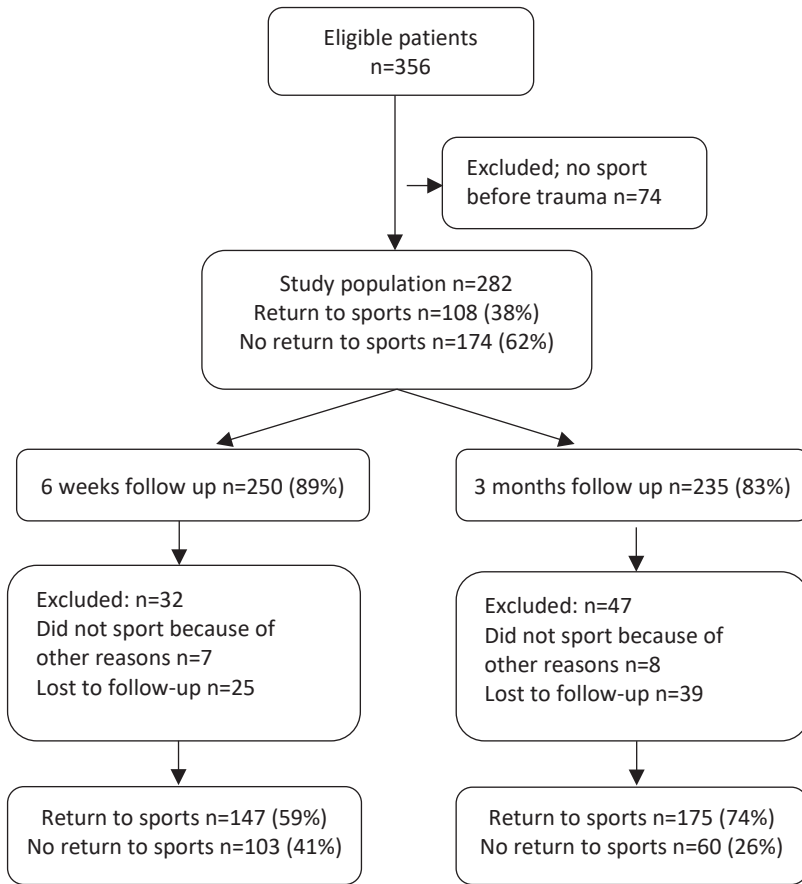 Eligible patients
n=356
Excluded; no sport
before trauma n=74
Study population n=282
Return to sports n=108 (38%)
No return to sports n=174 (62%)
6 weeks follow up n=250 (89%)
3 months follow up n=235 (83%)
Excluded: n=32
Did not sport because of
other reasons n=7
Lost to follow-up n=25
Excluded: n=47
Did not sport because of
other reasons n=8
Lost to follow-up n=39
Return to sports n=147 (59%)
No return to sports n=103 (41%)
Return to sports n=175 (74%)
No return to sports n=60 (26%)